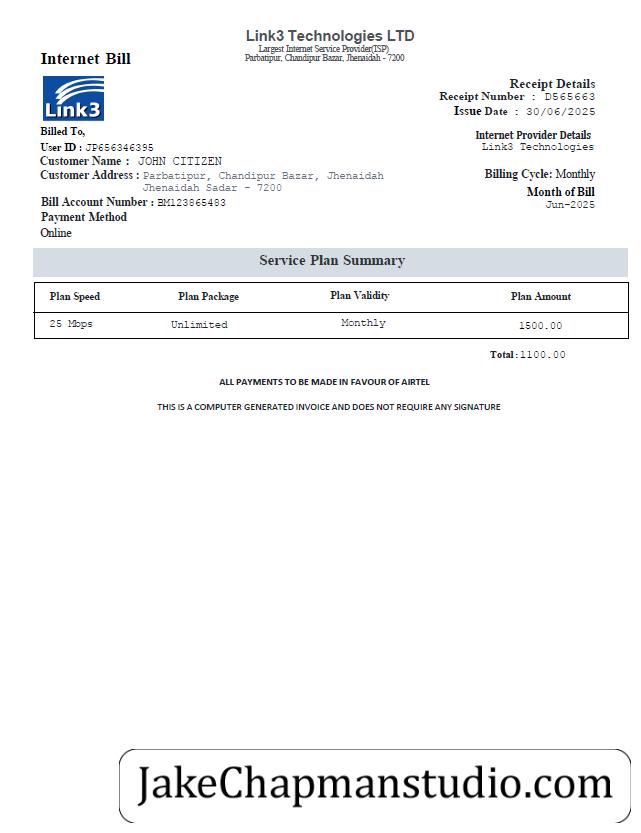 Link3 Technologies LTD
Largest Internet Service Provider(ISP)
Parbatipur, Chandipur Bazar, Jhenaidah - 7200
Internet Bill
Link3
Receipt Details
Receipt Number : D565663
Issue Date : 30/06/2025
Billed To,
User ID : JP656346395
Customer Name : JOHN CITIZEN
Customer Address : Parbatipur, Chandipur Bazar, Jhenaidah
Jhenaidah Sadar - 7200
Bill Account Number : BM123865483
Payment Method
Online
Internet Provider Details
Link3 Technologies
Billing Cycle: Monthly
Month of Bill
Jun-2025
Service Plan Summary
Plan Speed Plan Package Plan Validity Plan Amount
25 Mbps Unlimited Monthly 1500.00
Total :1100.00
ALL PAYMENTS TO BE MADE IN FAVOUR OF AIRTEL
THIS IS A COMPUTER GENERATED INVOICE AND DOES NOT REQUIRE ANY SIGNATURE
JakeChapmanstudio.com